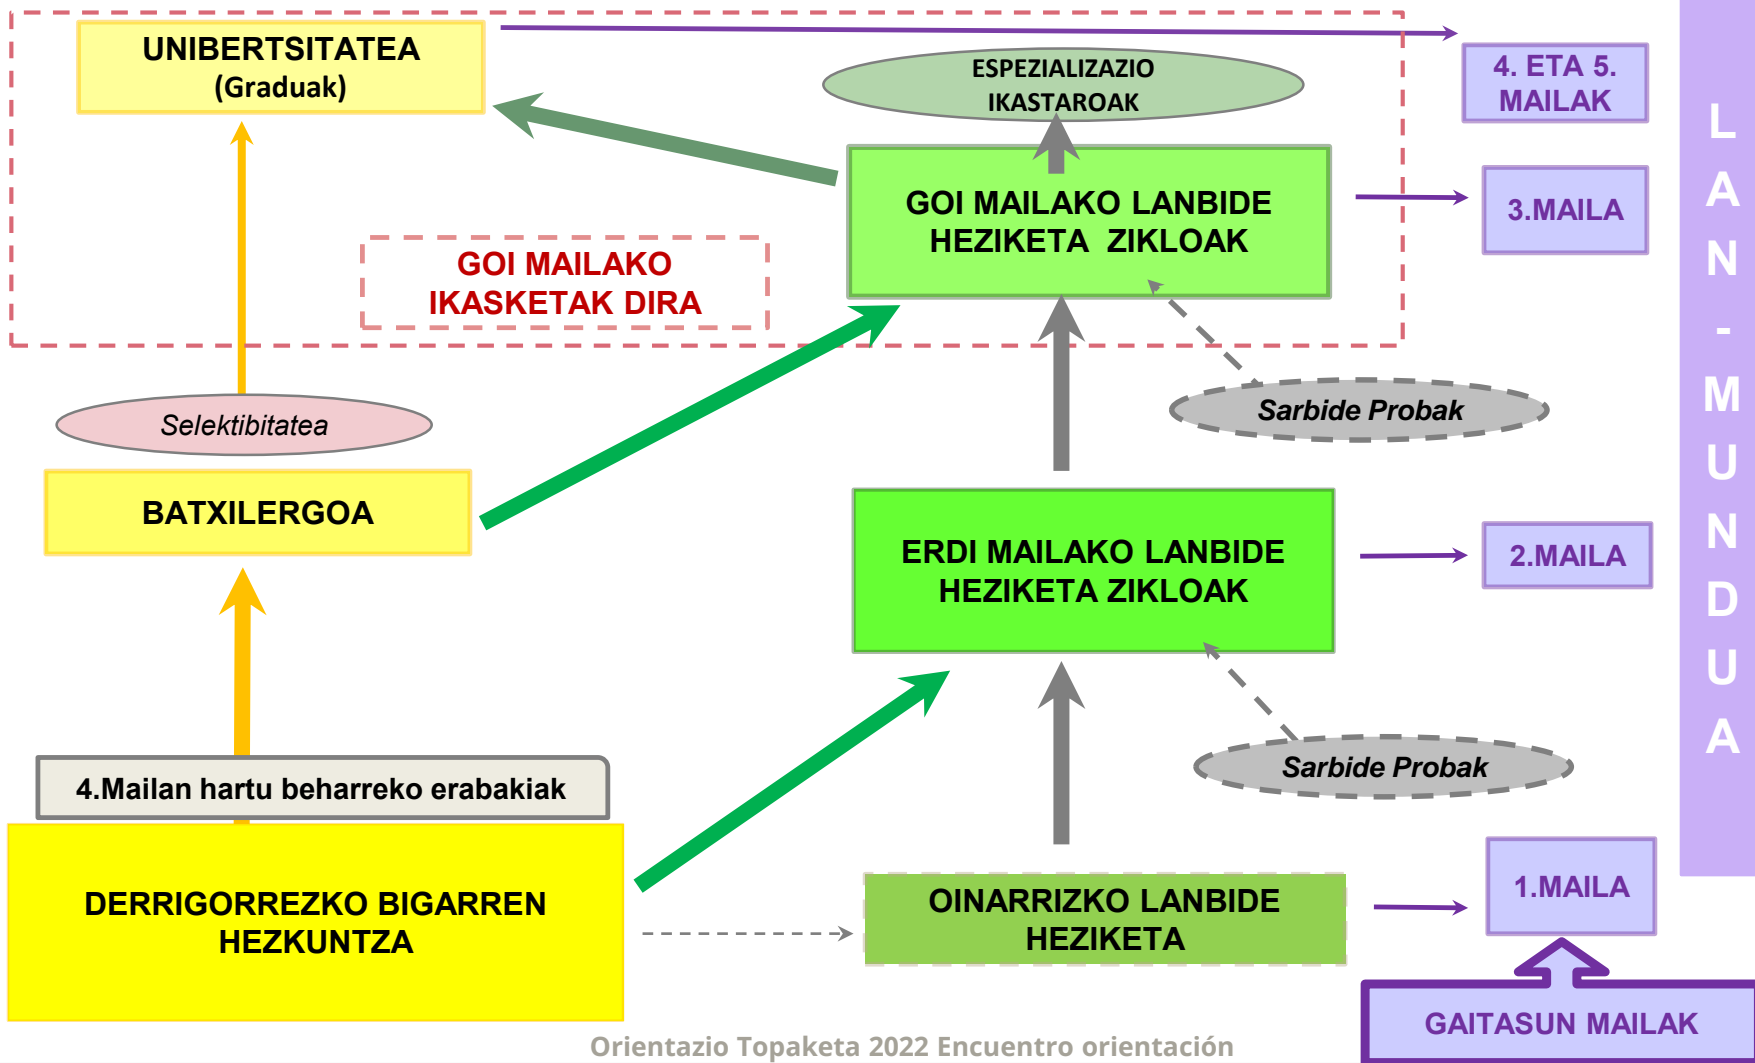 UNIBERTSITATEA
(Graduak)
ESPEZIALIZAZIO
IKASTAROAK
4. ETA 5.
MAILAK
GOI MAILAKO LANBIDE
HEZIKETA ZIKLOAK
3.MAILA
GOI MAILAKO
IKASKETAK DIRA
Selektibitatea
Sarbide Probak
BATXILERGOA
ERDI MAILAKO LANBIDE
HEZIKETA ZIKLOAK
2.MAILA
Sarbide Probak
4.Mailan hartu beharreko erabakiak
DERRIGORREZKO BIGARREN
HEZKUNTZA
OINARRIZKO LANBIDE
HEZIKETA
1.MAILA
GAITASUN MAILAK
L
A
N
-
M
U
N
D
U
A
Orientazio Topaketa 2022 Encuentro orientación